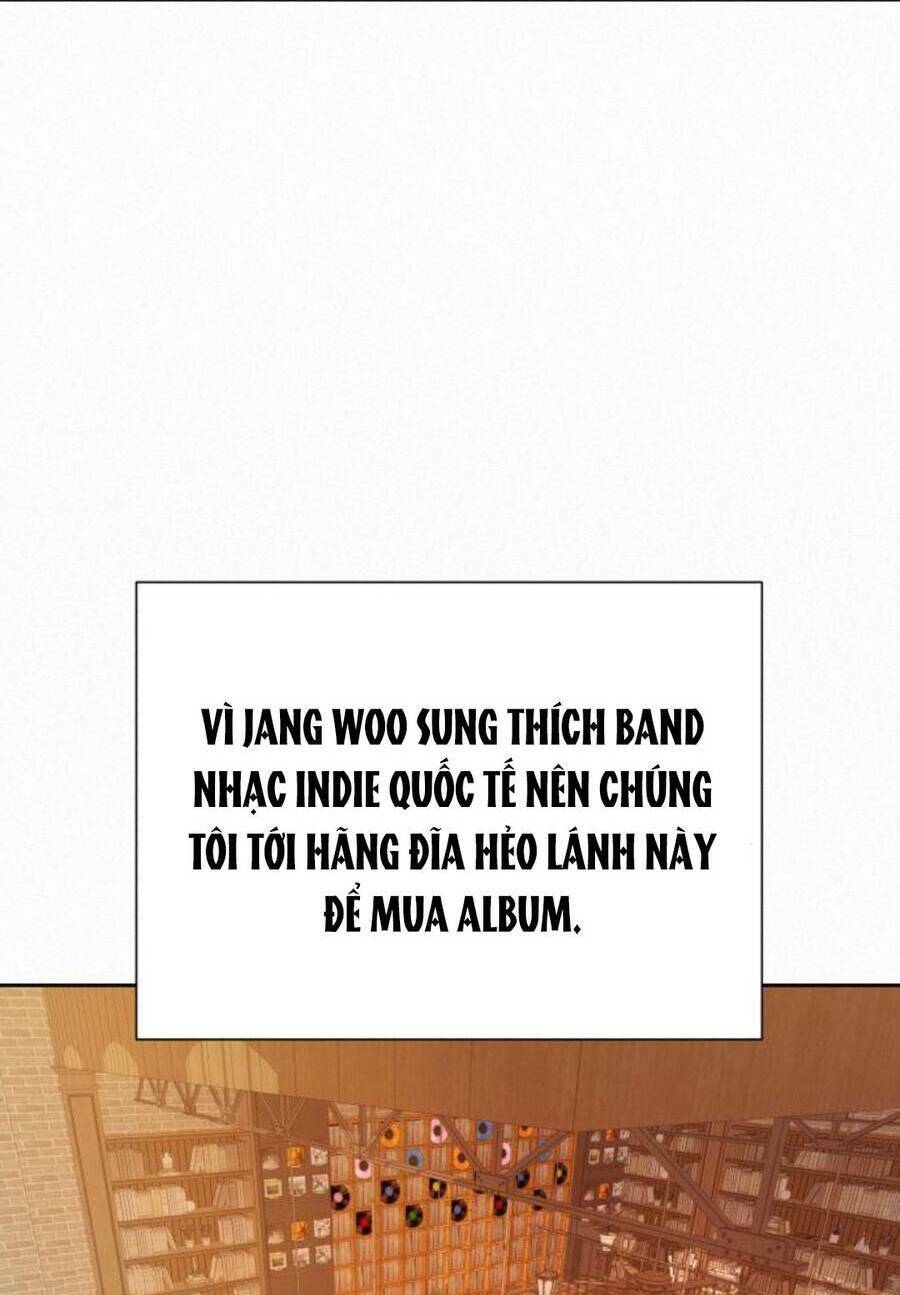 VÌ JANG WOO SUNG THÍCH BAND
NHẠC INDIE QUỐC TẾ NÊN CHÚNG
TÔI TỚI HÃNG ĐĨA HẺO LÁNH NÀY
ĐỂ MUA ALBUM.